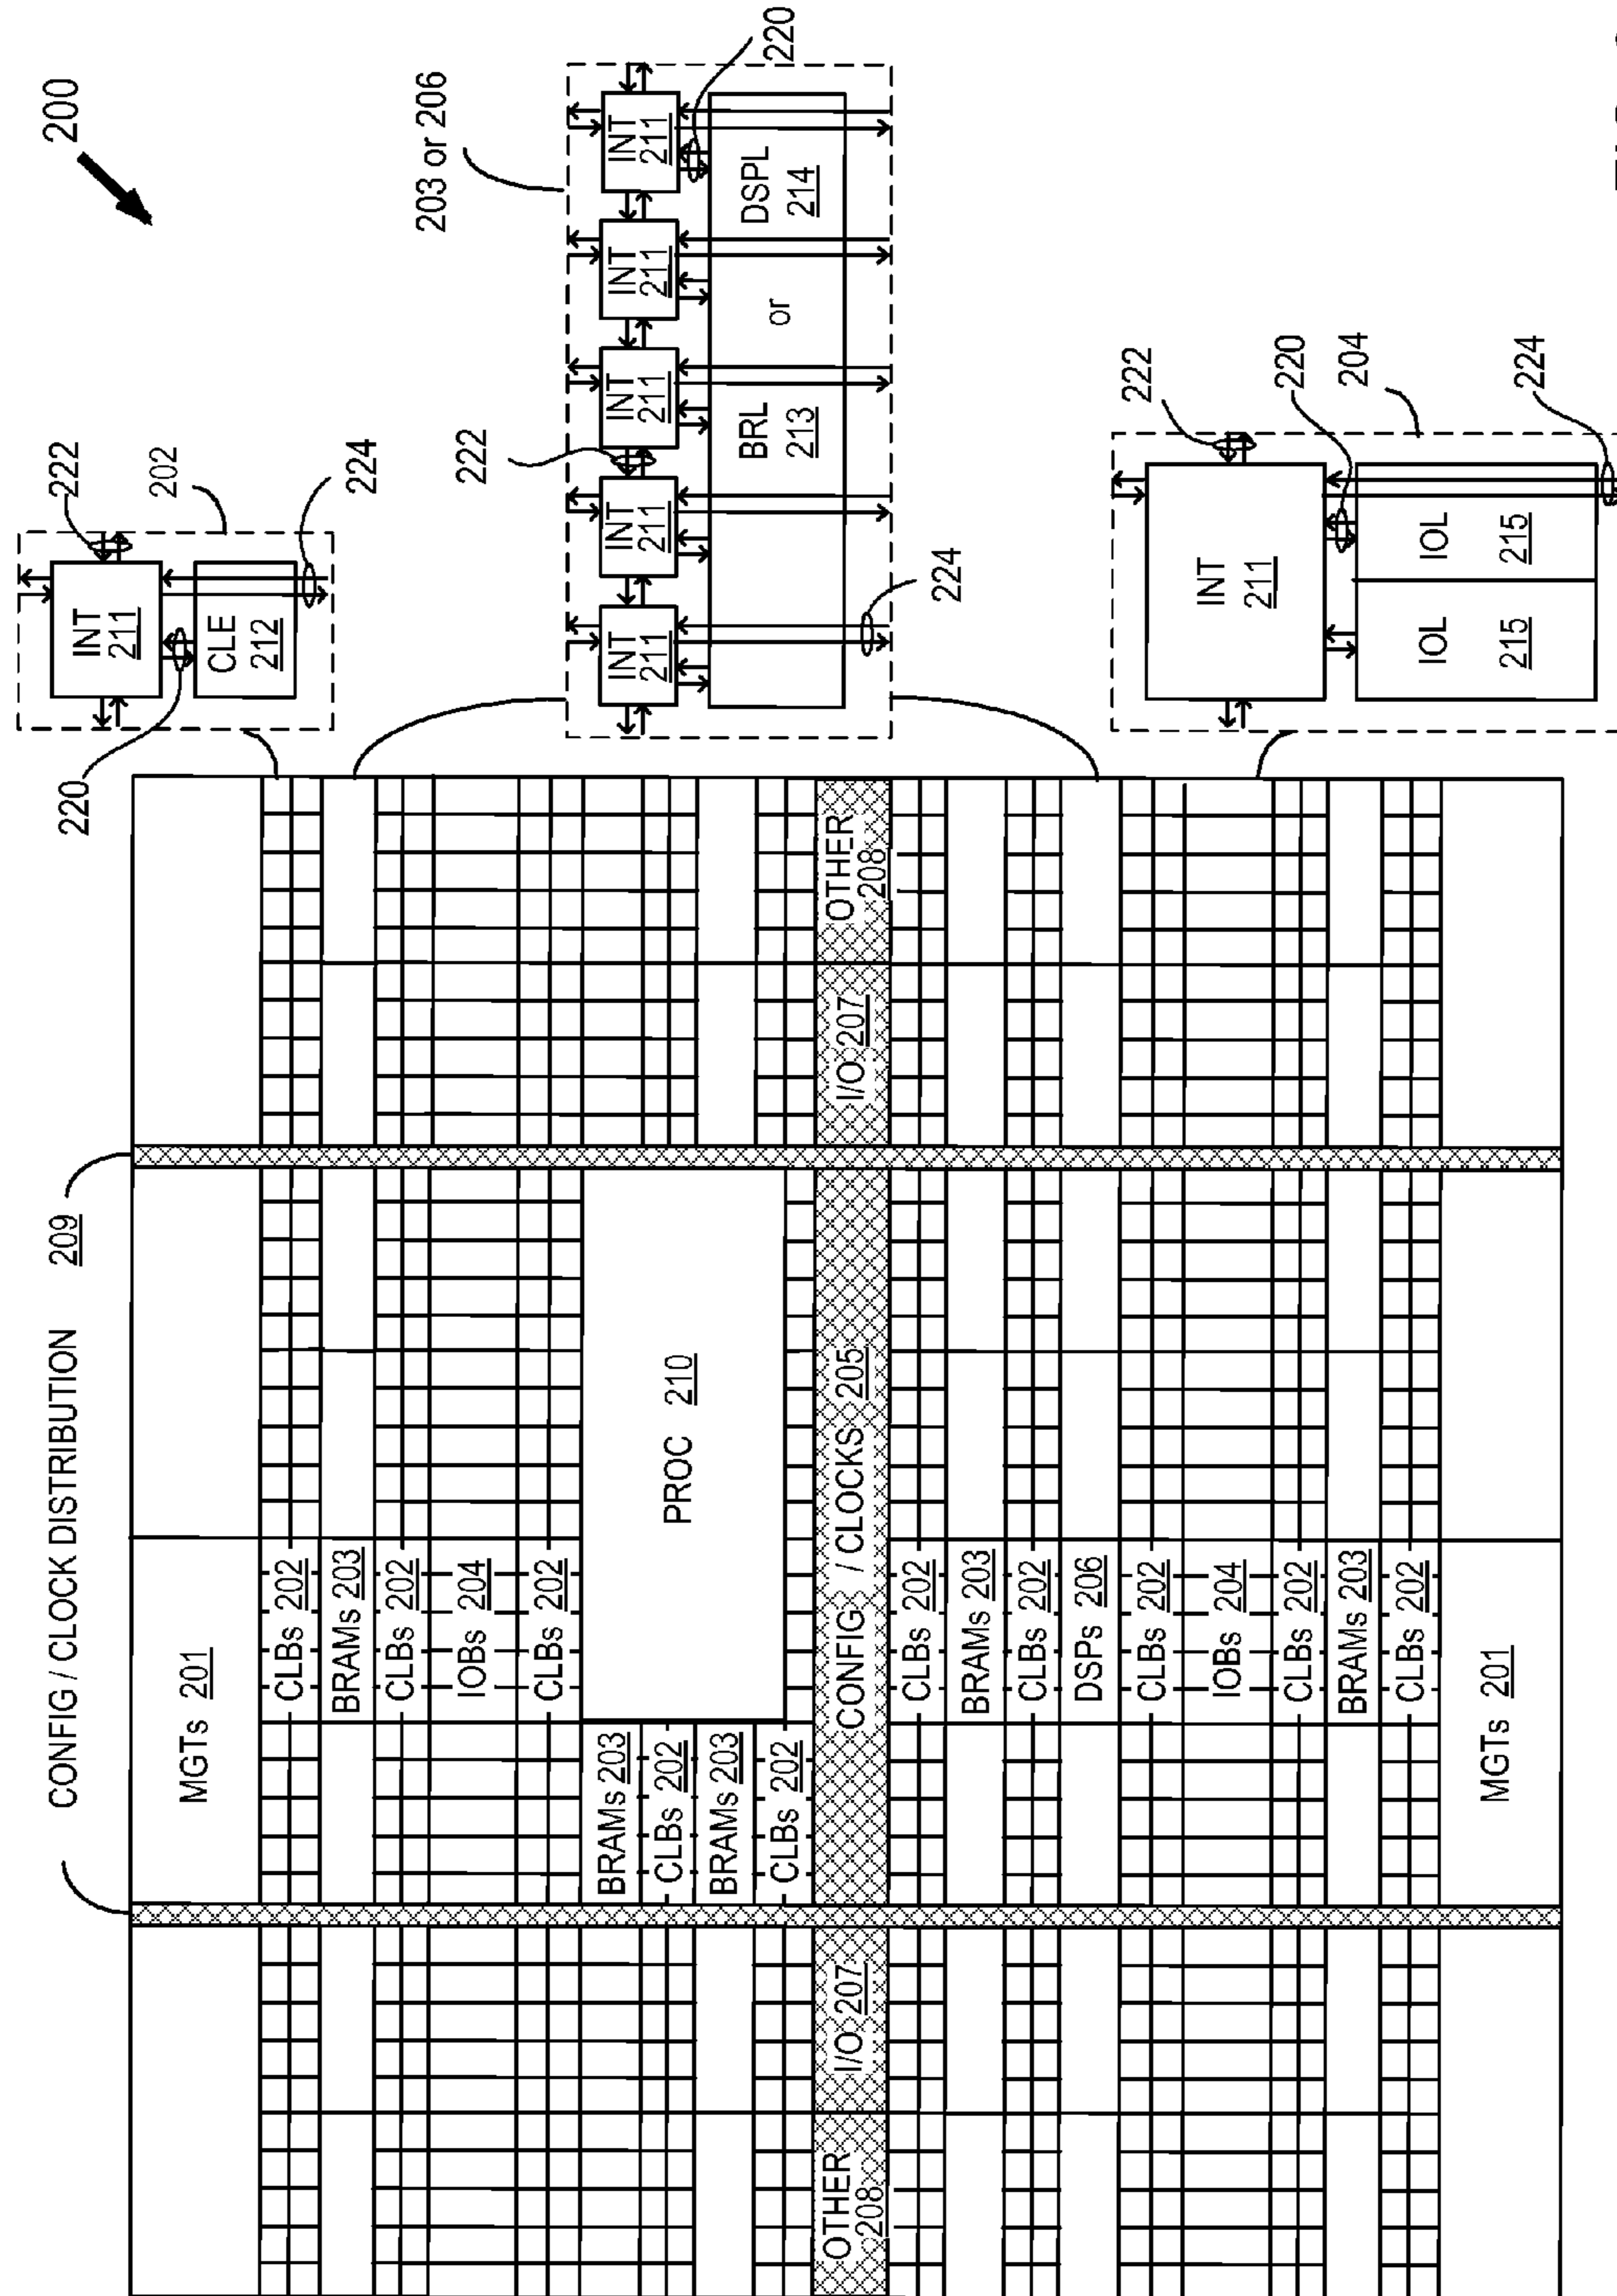 200
CONFIG / CLOCK DISTRIBUTION 209
MGTs 201
CLBs 202
BRAMs 203
CLBs 202
IOBs 204
CLBs 202
BRAMs 203
CLBs 202
BRAMs 203
CLBs 202
PROC 210
OTHER
208
I/O 207
CONFIG / CLOCKS 205
I/O 207
OTHER
208
CLBs 202
BRAMs 203
CLBs 202
DSPs 206
CLBs 202
IOBs 204
CLBs 202
BRAMs 203
CLBs 202
MGTs 201
220
INT
211
CLE
212
222
202
224
203 or 206
INT
211
INT
211
INT
211
INT
211
INT
211
222
220
BRL
213
or
DSPL
214
224
INT
211
IOL
215
IOL
215
222
220
204
224